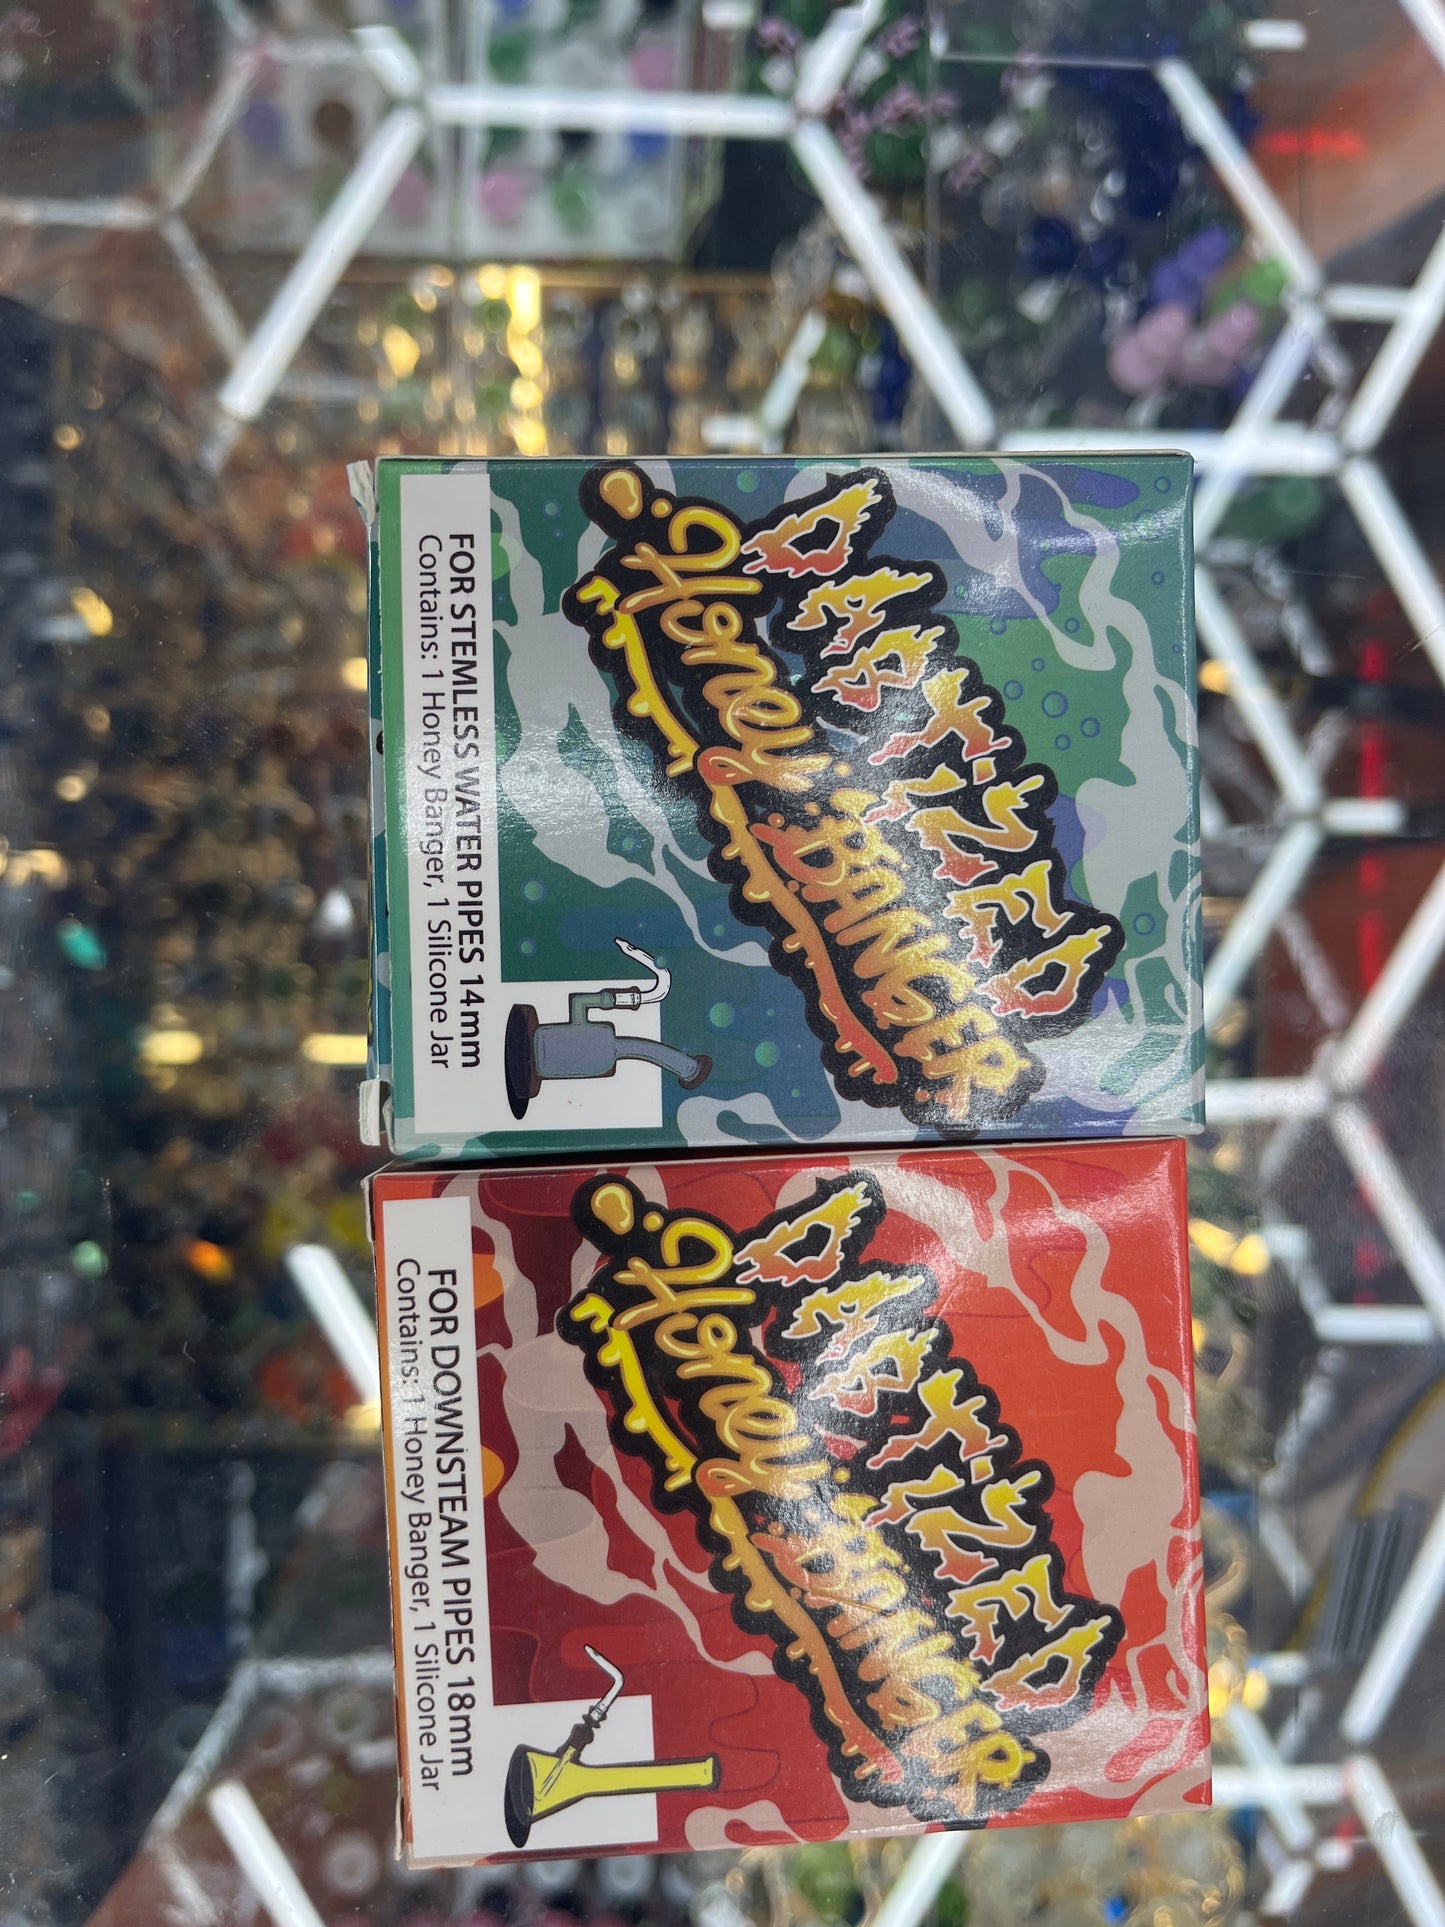 DABTIZED
Honey
BANGER
FOR STEMLESS WATER PIPES 14mm
Contains: 1 Honey Banger, 1 Silicone Jar
DABTIZED
Honey
BANGER
FOR DOWNSTEAM PIPES 18mm
Contains: 1 Honey Banger, 1 Silicone Jar